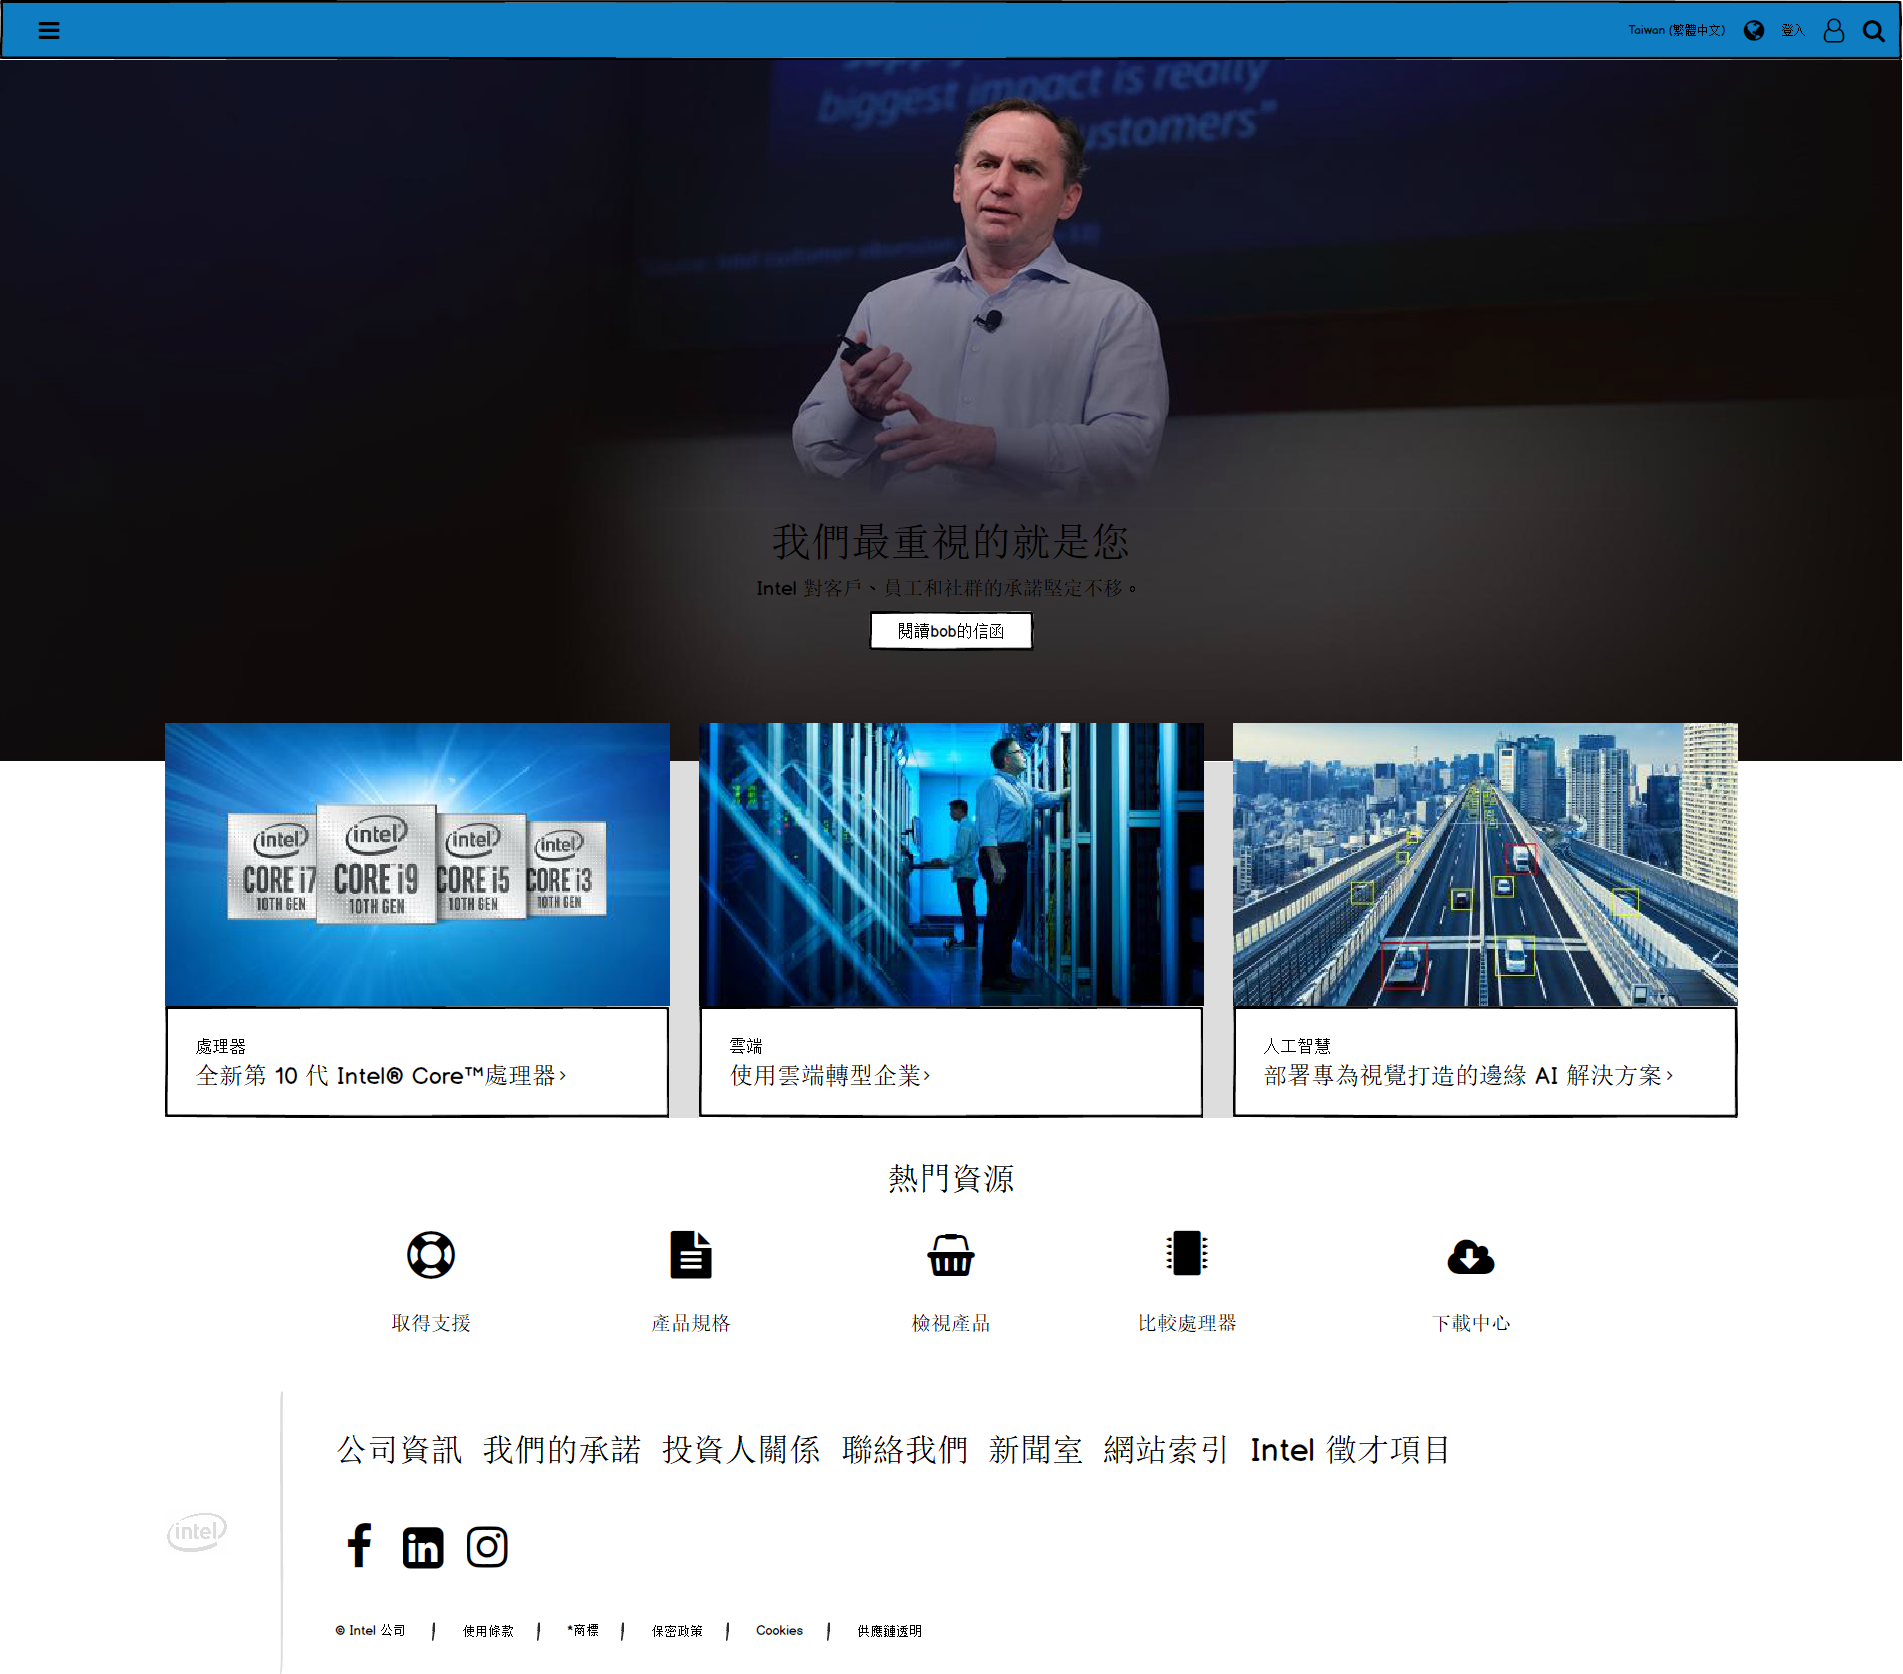 Taiwan (繁體中文)
登入
biggest impact is really
customers"
我們最重視的就是您
Intel 對客戶、員工和社群的承諾堅定不移。
閱讀bob的信函
intel
CORE i7
10TH GEN
intel
CORE i9
10TH GEN
intel
CORE i5
10TH GEN
intel
CORE i3
10TH GEN
處理器
全新第 10 代 Intel® Core™處理器>
雲端
使用雲端轉型企業>
人工智慧
部署專為視覺打造的邊緣 AI 解決方案>
熱門資源
取得支援
產品規格
檢視產品
比較處理器
下載中心
公司資訊 我們的承諾 投資人關係 聯絡我們 新聞室 網站索引 Intel 徵才項目
intel
© Intel 公司 | 使用條款 | *商標 | 保密政策 | Cookies | 供應鏈透明